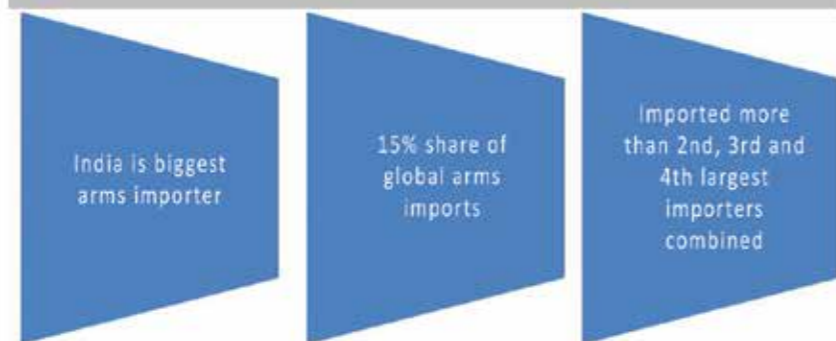 India is biggest
arms importer
15% share of
global arms
imports
Imported more
than 2nd, 3rd and
4th largest
importers
combined